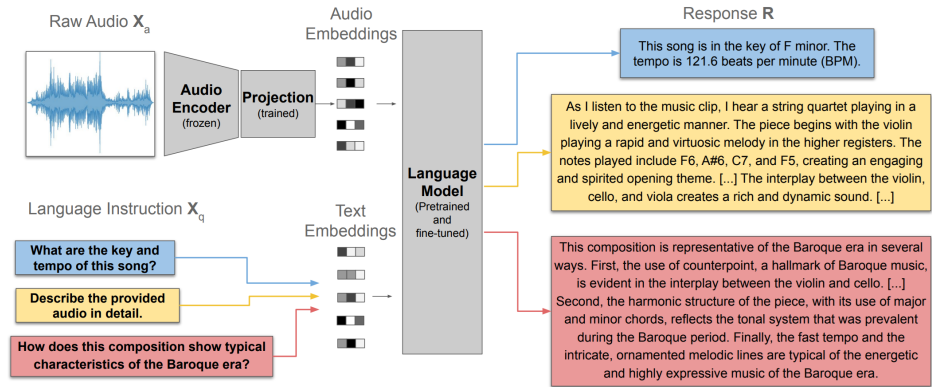 Raw Audio Xa
Audio
Embeddings
Response R
Audio
Encoder
(frozen)
Projection
(trained)
Language
Model
(Pretrained
and
fine-tuned)
This song is in the key of F minor. The
tempo is 121.6 beats per minute (BPM).
As I listen to the music clip, I hear a string quartet playing in a
lively and energetic manner. The piece begins with the violin
playing a rapid and virtuosic melody in the higher registers. The
notes played include F6, A#6, C7, and F5, creating an engaging
and spirited opening theme. [...] The interplay between the violin,
cello, and viola creates a rich and dynamic sound. [...]
Language Instruction Xq
Text
Embeddings
What are the key and
tempo of this song?
Describe the provided
audio in detail.
How does this composition show typical
characteristics of the Baroque era?
This composition is representative of the Baroque era in several
ways. First, the use of counterpoint, a hallmark of Baroque music,
is evident in the interplay between the violin and cello. [...]
Second, the harmonic structure of the piece, with its use of major
and minor chords, reflects the tonal system that was prevalent
during the Baroque period. Finally, the fast tempo and the
intricate, ornamented melodic lines are typical of the energetic
and highly expressive music of the Baroque era.